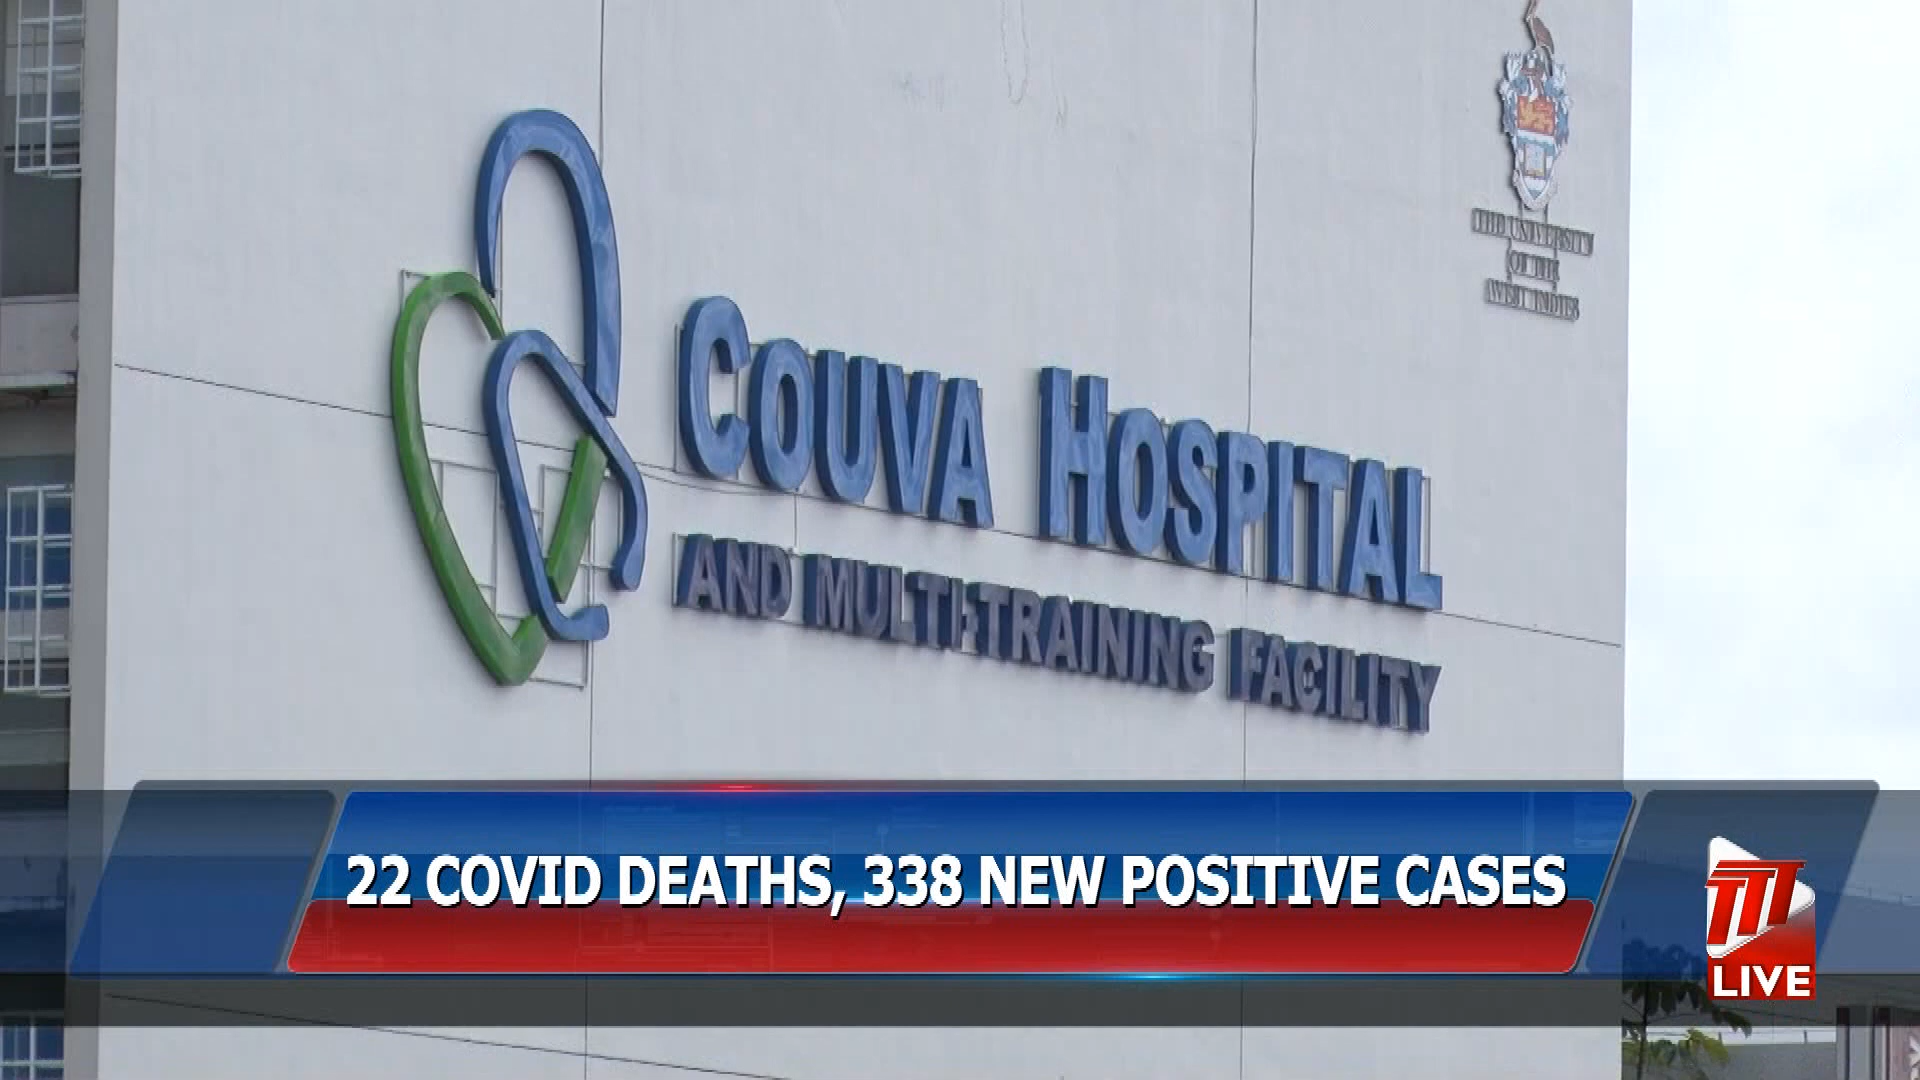 THE UNIVERSITY
OF THE
WEST INDIES
COUVA HOSPITAL
AND MULTI-TRAINING FACILITY
22 COVID DEATHS, 338 NEW POSITIVE CASES
TTT
LIVE